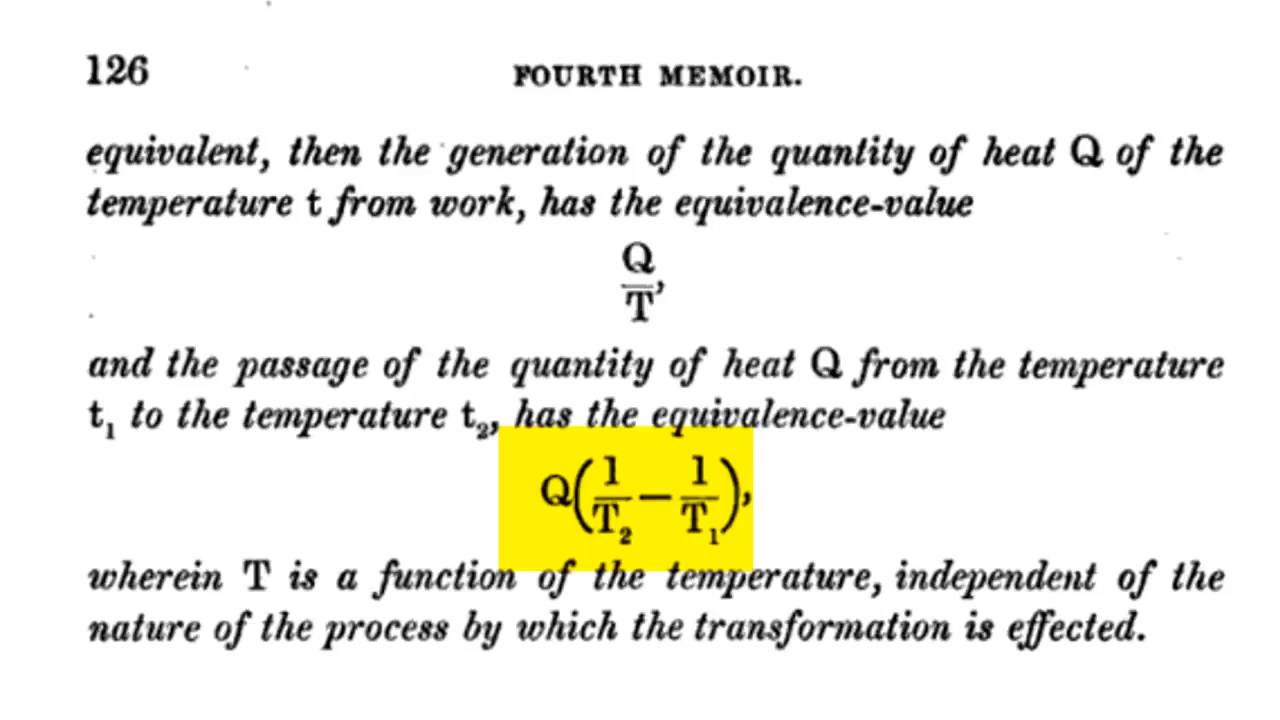 126 FOURTH MEMOIR.
equivalent, then the generation of the quantity of heat Q of the
temperature t from work, has the equivalence-value
Q/T,
and the passage of the quantity of heat Q from the temperature
t₁ to the temperature t₂, has the equivalence-value
Q(1/T₂ − 1/T₁),
wherein T is a function of the temperature, independent of the
nature of the process by which the transformation is effected.